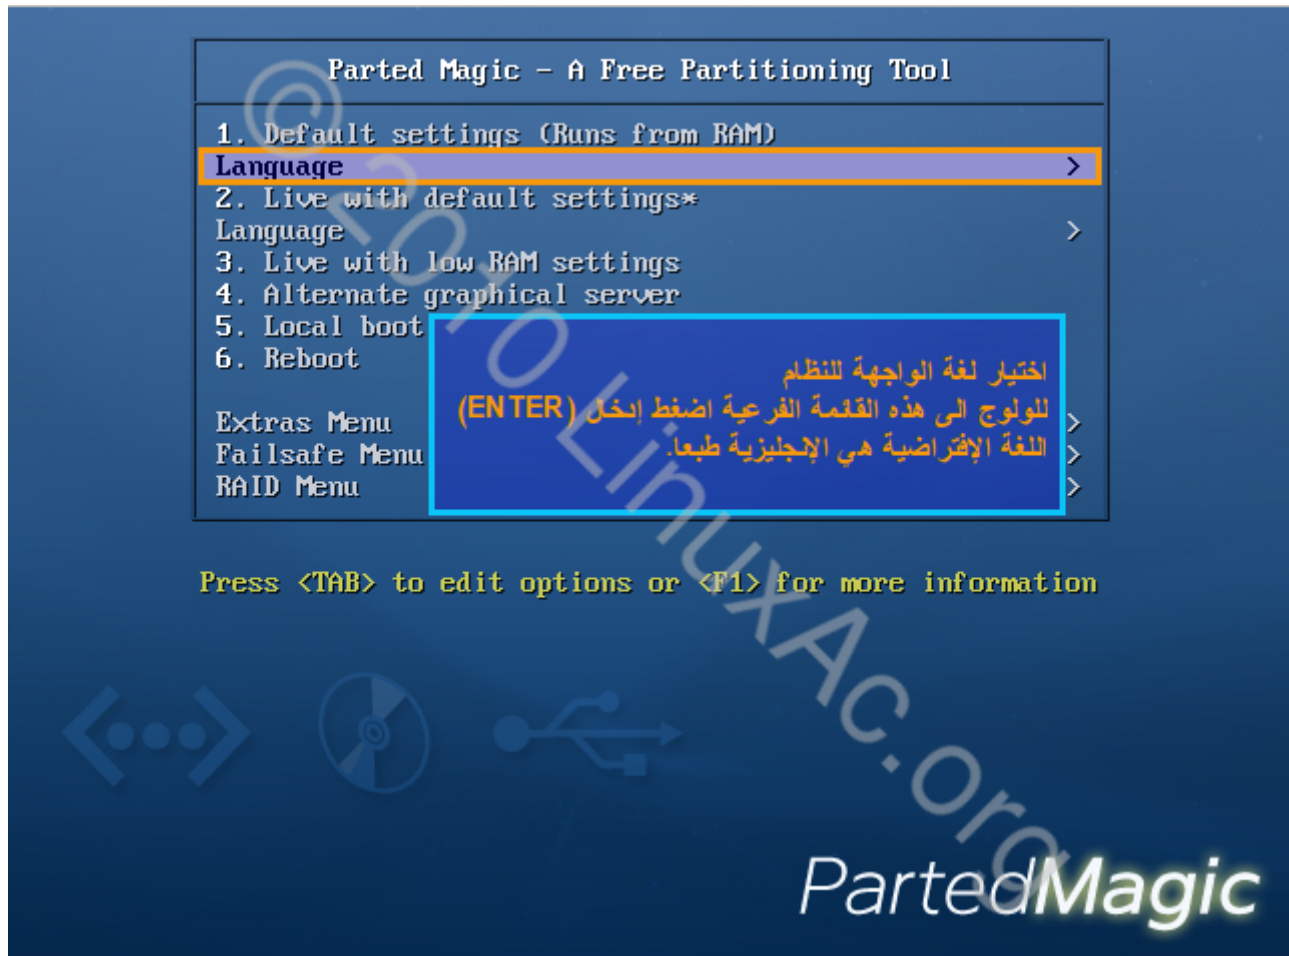 Parted Magic - A Free Partitioning Tool
1. Default settings (Runs from RAM)
Language >
2. Live with default settings*
Language >
3. Live with low RAM settings
4. Alternate graphical server
5. Local boot
6. Reboot
Extras Menu >
Failsafe Menu >
RAID Menu >
اختيار لغة الواجهة للنظام
للولوج الى هذه القائمة الفرعية اضغط إدخال (ENTER)
اللغة الإفتراضية هي الإنجليزية طبعا.
Press <TAB> to edit options or <F1> for more information
© 2010 LinuxAc.org
PartedMagic